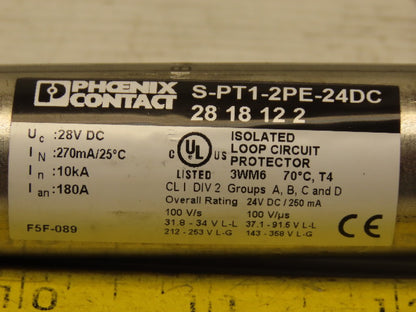 PHOENIX CONTACT
S-PT1-2PE-24DC
28 18 12 2
Uc :28V DC
IN :270mA/25°C
In :10kA
Ian :180A
F5F-089
C UL US
LISTED
ISOLATED
LOOP CIRCUIT
PROTECTOR
3WM6 70°C, T4
CL I DIV 2 Groups A, B, C and D
Overall Rating 24V DC / 250 mA
100 V/s 100 V/µs
31.8 - 34 V L-L 37.1 - 91.5V L-L
212 - 253 V L-G 143 - 358 V L-G